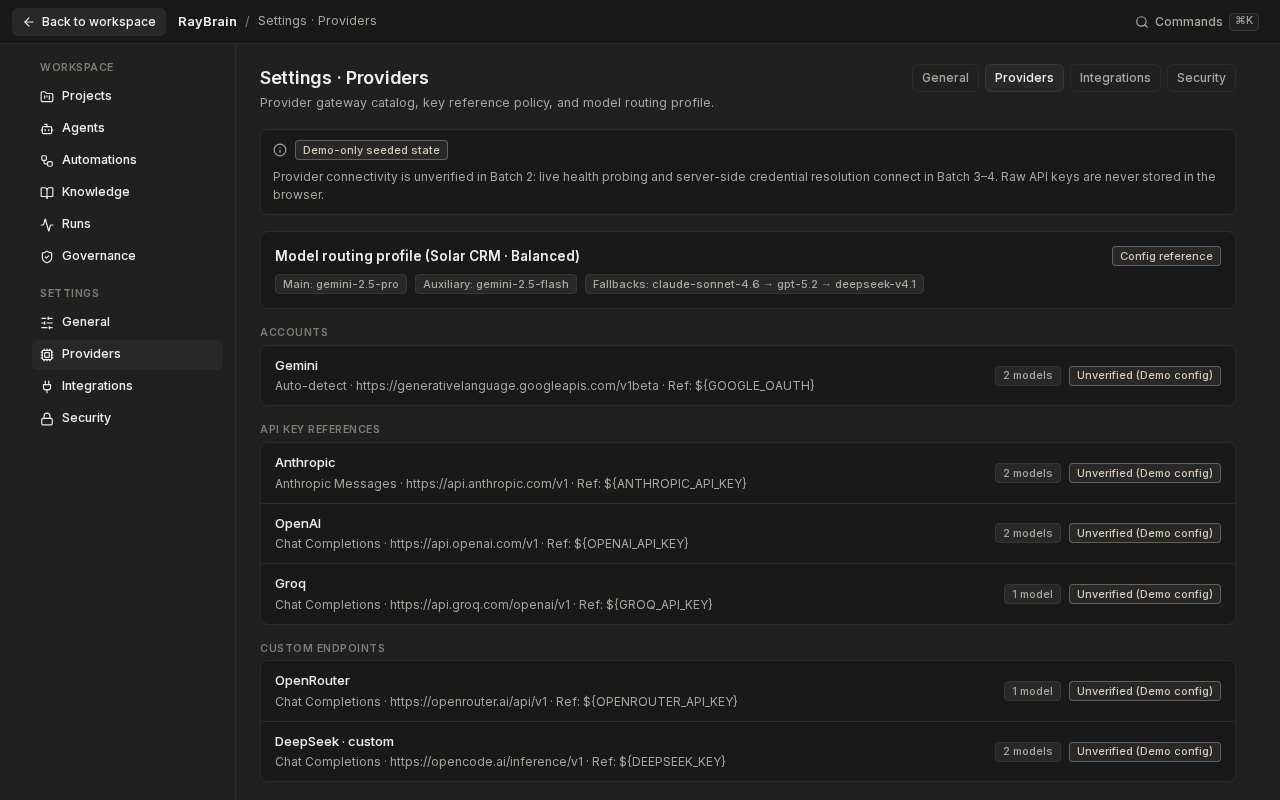 Back to workspace RayBrain / Settings · Providers Commands ⌘K
WORKSPACE
Projects
Agents
Automations
Knowledge
Runs
Governance
SETTINGS
General
Providers
Integrations
Security
Settings · Providers
General Providers Integrations Security
Provider gateway catalog, key reference policy, and model routing profile.
Demo-only seeded state
Provider connectivity is unverified in Batch 2: live health probing and server-side credential resolution connect in Batch 3–4. Raw API keys are never stored in the
browser.
Model routing profile (Solar CRM · Balanced) Config reference
Main: gemini-2.5-pro Auxiliary: gemini-2.5-flash Fallbacks: claude-sonnet-4.6 → gpt-5.2 → deepseek-v4.1
ACCOUNTS
Gemini
Auto-detect · https://generativelanguage.googleapis.com/v1beta · Ref: ${GOOGLE_OAUTH}
2 models Unverified (Demo config)
API KEY REFERENCES
Anthropic
Anthropic Messages · https://api.anthropic.com/v1 · Ref: ${ANTHROPIC_API_KEY}
2 models Unverified (Demo config)
OpenAI
Chat Completions · https://api.openai.com/v1 · Ref: ${OPENAI_API_KEY}
2 models Unverified (Demo config)
Groq
Chat Completions · https://api.groq.com/openai/v1 · Ref: ${GROQ_API_KEY}
1 model Unverified (Demo config)
CUSTOM ENDPOINTS
OpenRouter
Chat Completions · https://openrouter.ai/api/v1 · Ref: ${OPENROUTER_API_KEY}
1 model Unverified (Demo config)
DeepSeek · custom
Chat Completions · https://opencode.ai/inference/v1 · Ref: ${DEEPSEEK_KEY}
2 models Unverified (Demo config)